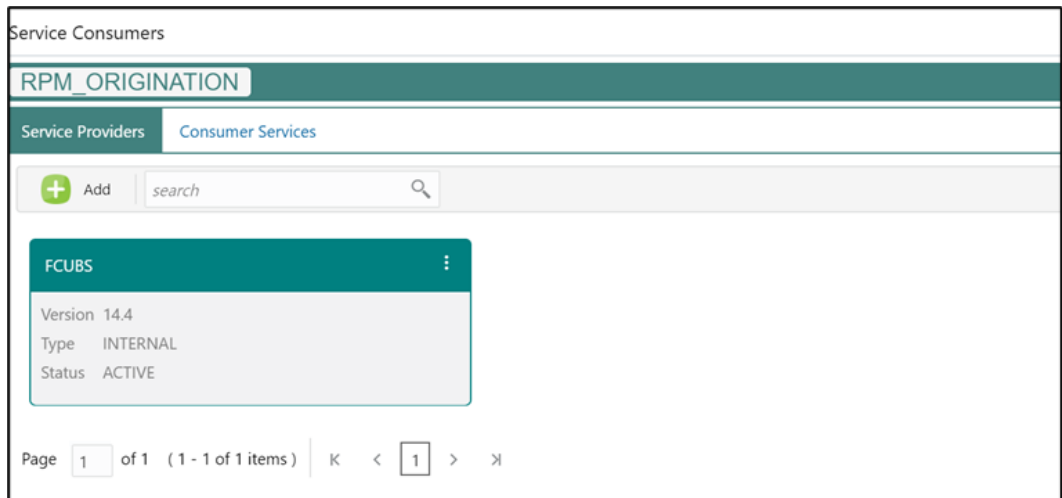 Service Consumers
RPM_ORIGINATION
Service Providers Consumer Services
Add search
FCUBS
Version 14.4
Type INTERNAL
Status ACTIVE
Page 1 of 1 ( 1 - 1 of 1 items ) 1